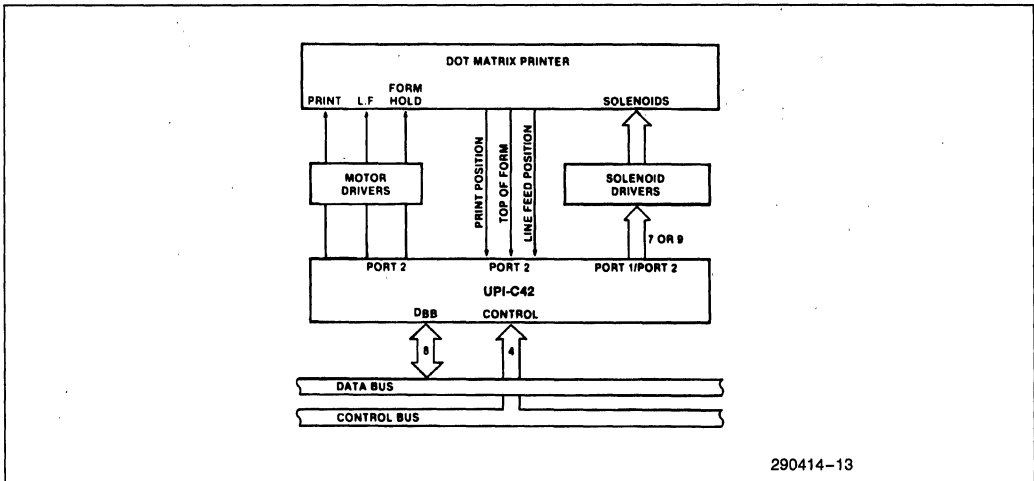 DOT MATRIX PRINTER
PRINT
L.F
FORM
HOLD
SOLENOIDS
PRINT POSITION
TOP OF FORM
LINE FEED POSITION
MOTOR
DRIVERS
SOLENOID
DRIVERS
7 OR 9
PORT 2
PORT 2
PORT 1/PORT 2
UPI-C42
DBB
CONTROL
8
4
DATA BUS
CONTROL BUS
290414-13